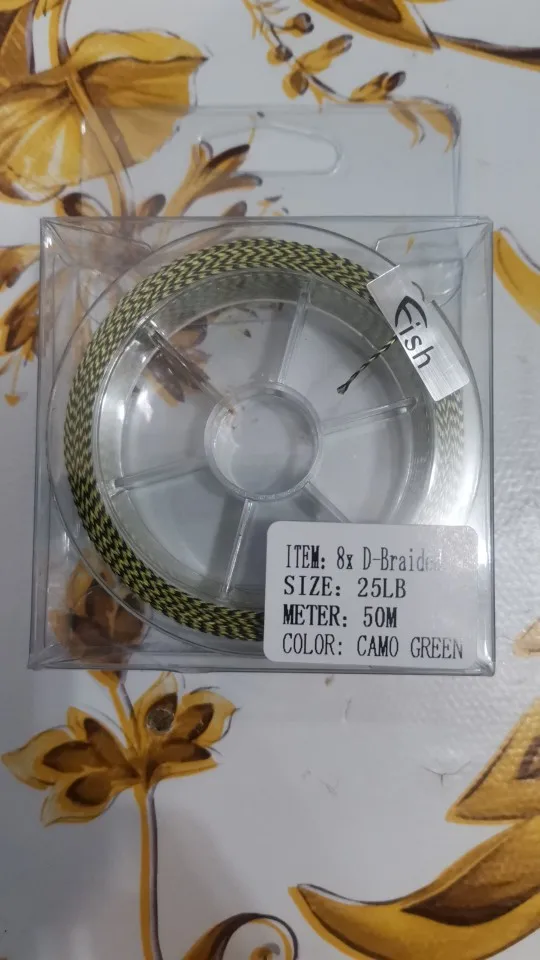 Fish
ITEM: 8x D-Braided
SIZE: 25LB
METER: 50M
COLOR: CAMO GREEN